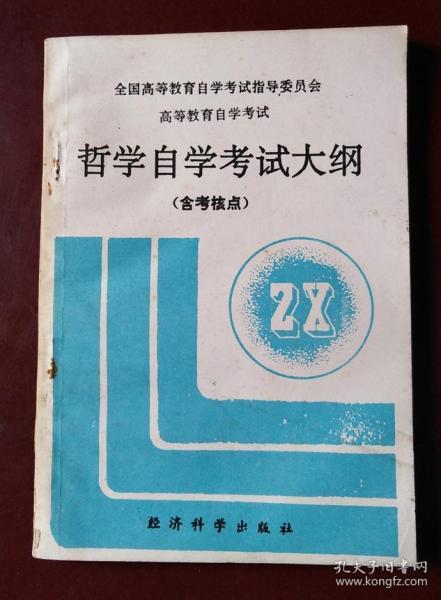 全国高等教育自学考试指导委员会
高等教育自学考试
哲学自学考试大纲
(含考核点)
ZX
经济科学出版社
孔夫子旧书网
www.kongfz.com